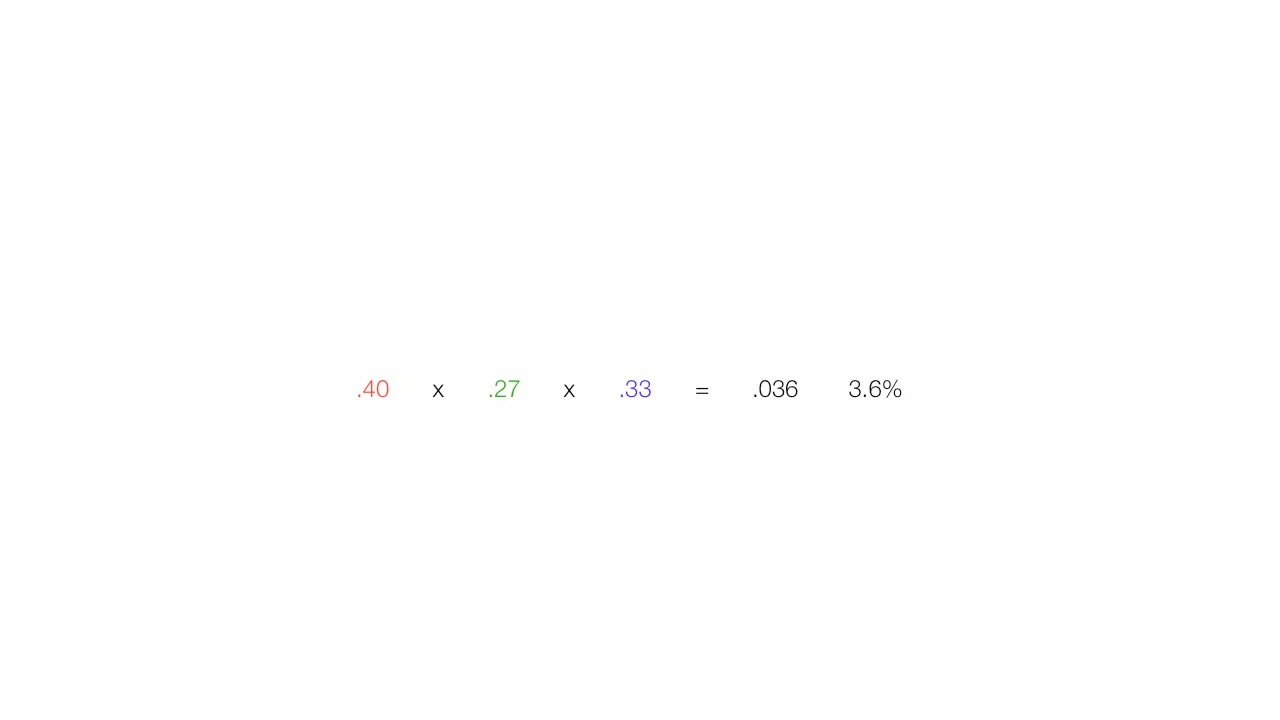 .40 x .27 x .33 = .036 3.6%